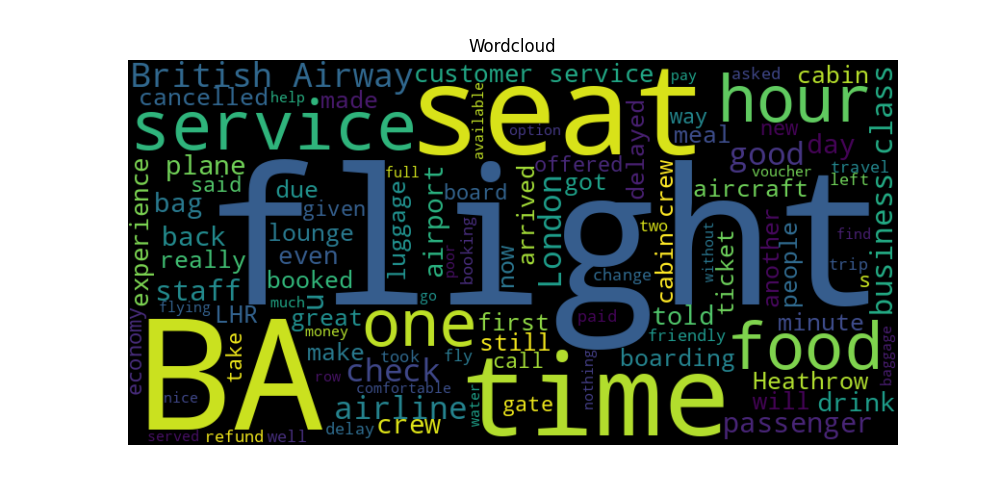 Wordcloud
British Airway
customer service
pay
asked
cabin
class
cancelled
help
made
seat
hour
available
option
way
new
service
delayed
meal
good
day
plane
full
offered
voucher
travel
said
due
board
got
aircraft
left
experience
bag
given
luggage
airport
arrived
London
crew
flight
business
back
lounge
booking
now
two
without
another
people
find
really
even
poor
cabin
ticket
trip
staff
booked
change
s
flying
much
u
go
LHR
great
one
first
paid
told
minute
economy
money
still
friendly
food
BA
take
make
took
fly
call
boarding
baggage
row
check
time
nothing
Heathrow
nice
comfortable
water
gate
will
drink
airline
crew
passenger
served
refund
well
delay